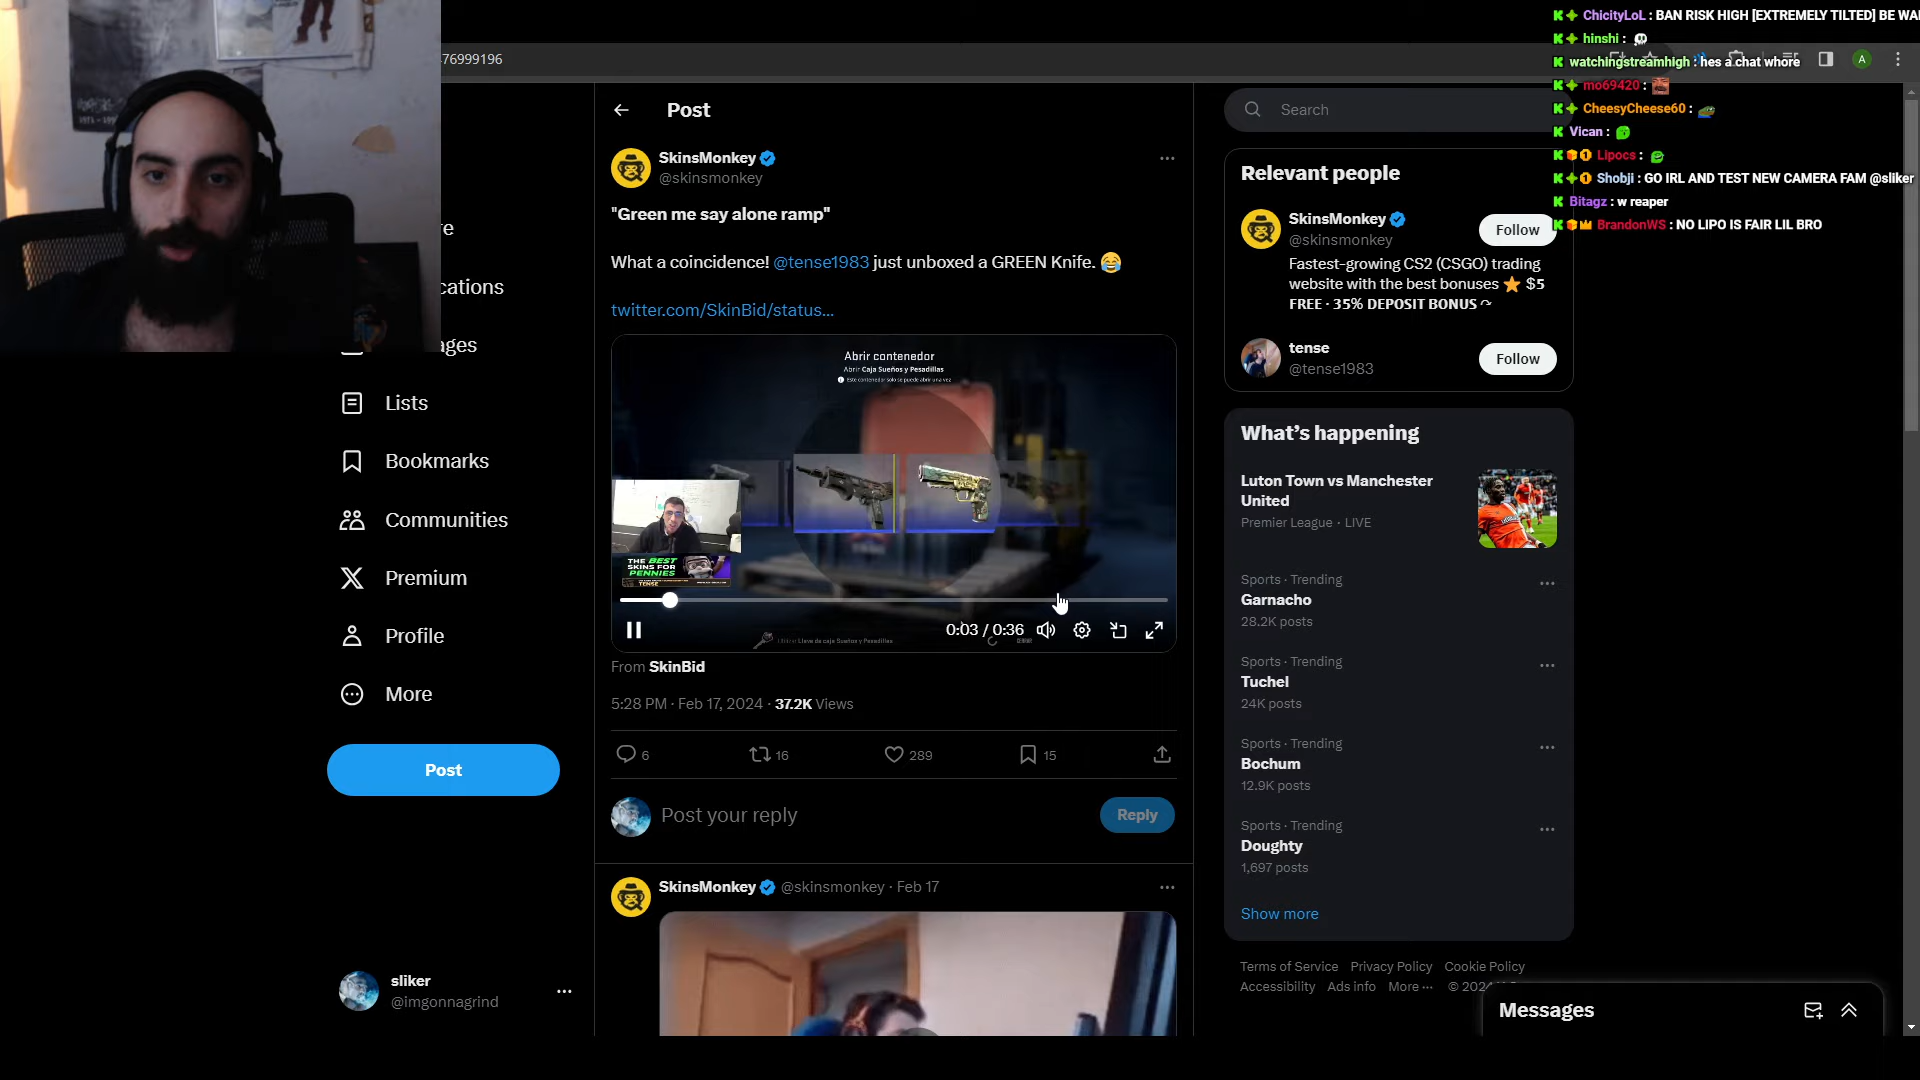 76999196
Post
Search
SkinsMonkey
@skinsmonkey
"Green me say alone ramp"
What a coincidence! @tense1983 just unboxed a GREEN Knife. 😂
twitter.com/SkinBid/status...
Abrir contenedor
Abrir Caja Sueños y Pesadillas
Este contenedor solo se puede abrir una vez
THE BEST
SKINS FOR
PENNIES
TENSE
0:03 / 0:36
From SkinBid
5:28 PM · Feb 17, 2024 · 37.2K Views
6
16
289
15
Post your reply
Reply
SkinsMonkey @skinsmonkey · Feb 17
re
cations
ages
Lists
Bookmarks
Communities
Premium
Profile
More
Post
sliker
@imgonnagrind
Relevant people
SkinsMonkey
@skinsmonkey
Follow
Fastest-growing CS2 (CSGO) trading
website with the best bonuses ⭐ $5
FREE · 35% DEPOSIT BONUS
tense
@tense1983
Follow
What's happening
Luton Town vs Manchester
United
Premier League · LIVE
Sports · Trending
Garnacho
28.2K posts
Sports · Trending
Tuchel
24K posts
Sports · Trending
Bochum
12.9K posts
Sports · Trending
Doughty
1,697 posts
Show more
Terms of Service Privacy Policy Cookie Policy
Accessibility Ads info More ··· © 2024
Messages
A
ChicityLoL : BAN RISK HIGH [EXTREMELY TILTED] BE WA
hinshi :
watchingstreamhigh : hes a chat whore
mo69420 :
CheesyCheese60 :
Vican :
Lipocs :
Shobji : GO IRL AND TEST NEW CAMERA FAM @sliker
Bitagz : w reaper
BrandonWS : NO LIPO IS FAIR LIL BRO